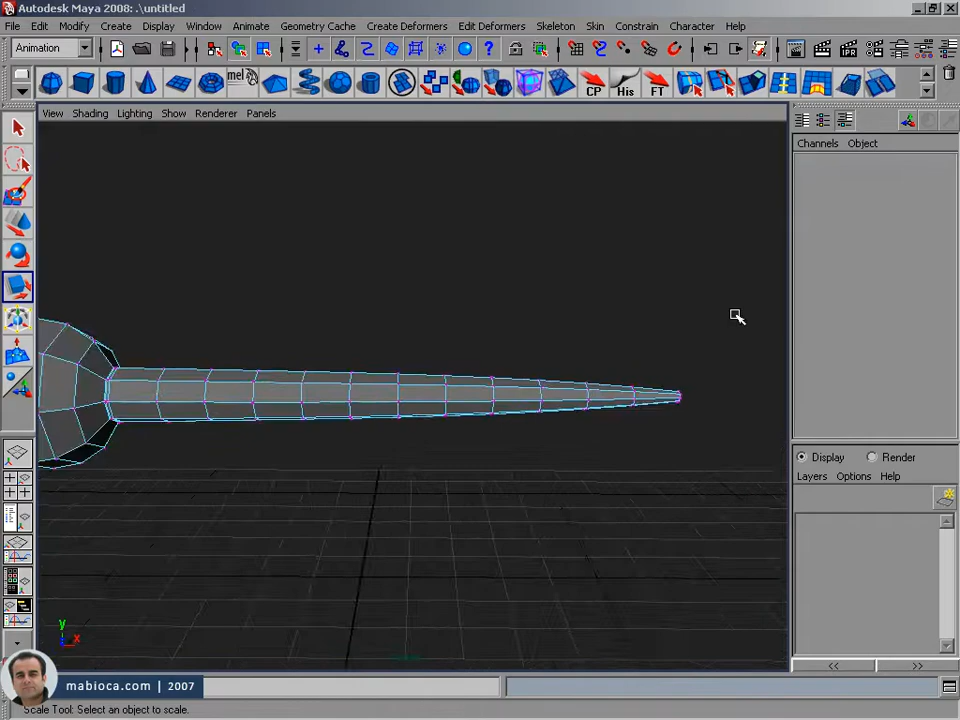 Autodesk Maya 2008: .\untitled
File Edit Modify Create Display Window Animate Geometry Cache Create Deformers Edit Deformers Skeleton Skin Constrain Character Help
Animation
mel CP His FT
View Shading Lighting Show Renderer Panels
Channels Object
Display Render
Layers Options Help
y
x
<< >>
mabioca.com | 2007
Scale Tool: Select an object to scale.